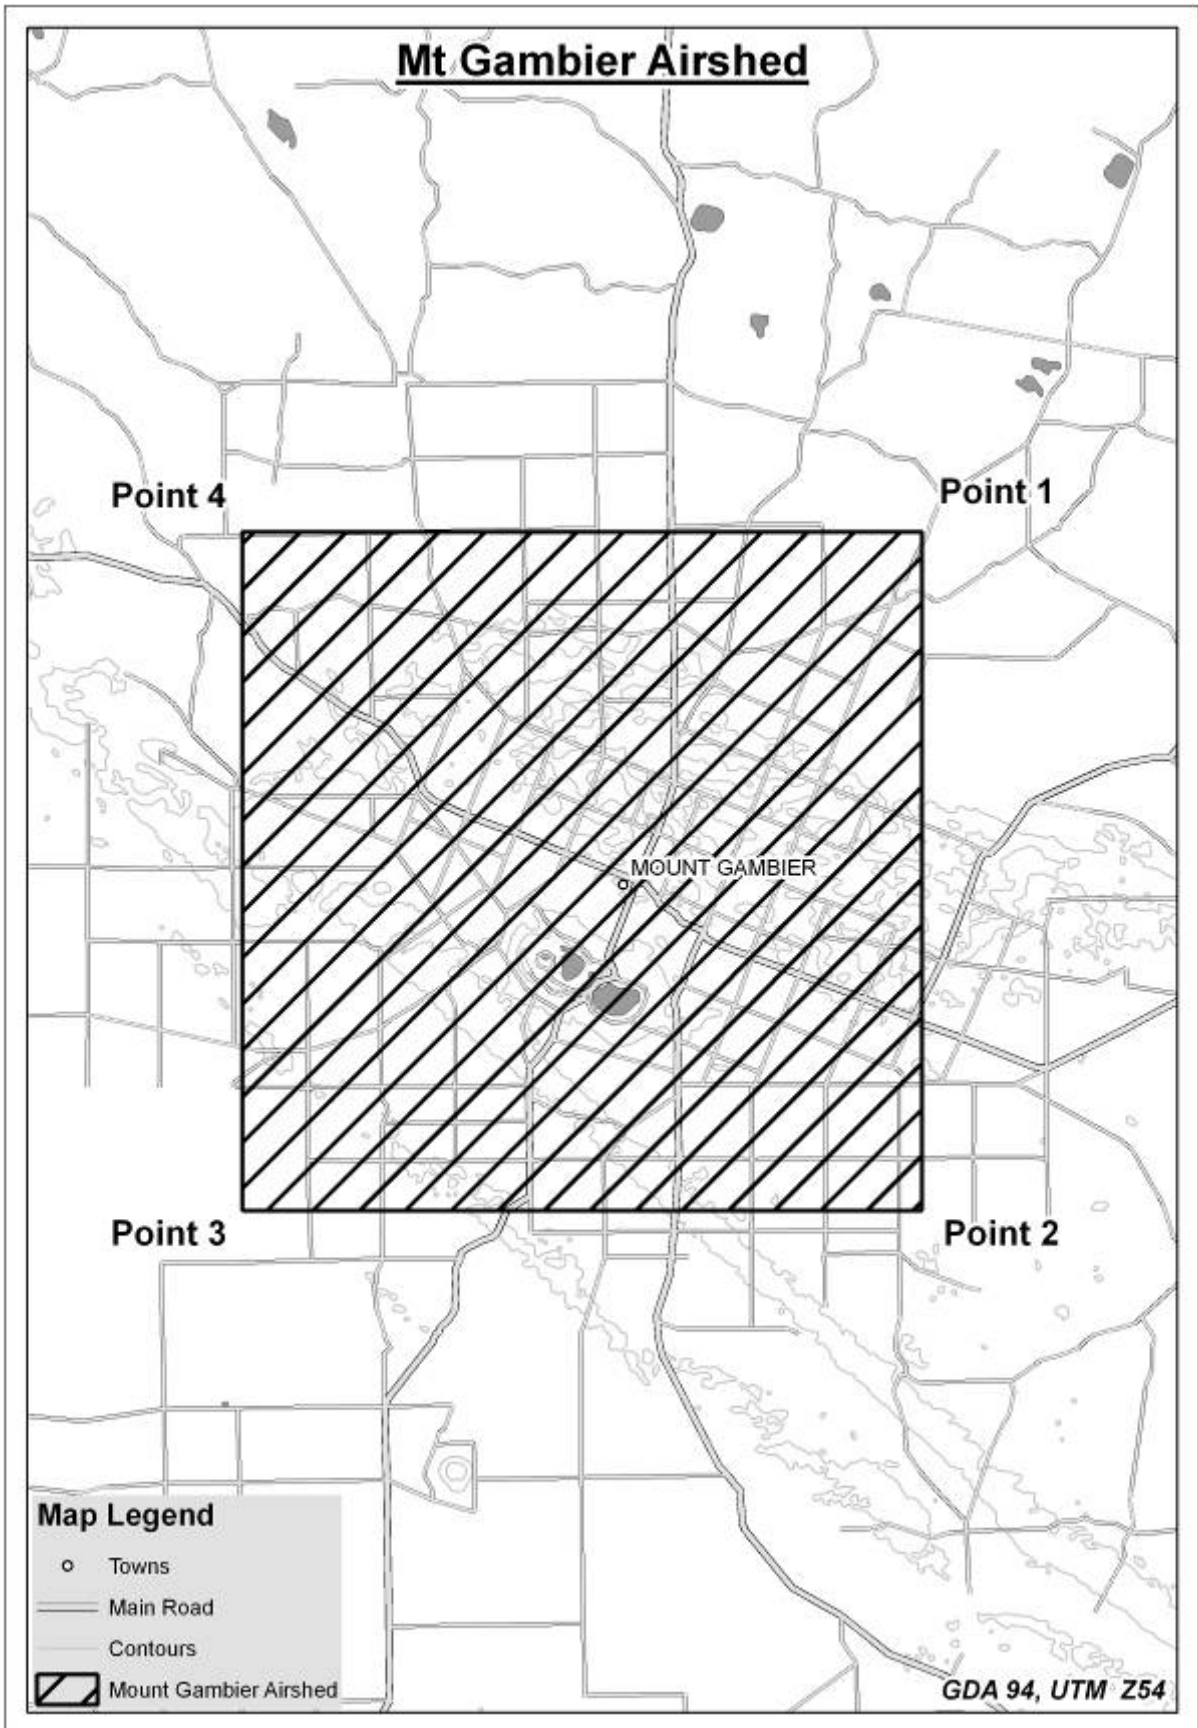 Mt Gambier Airshed
Point 4
Point 1
MOUNT GAMBIER
Point 3
Point 2
Map Legend
Towns
Main Road
Contours
Mount Gambier Airshed
GDA 94, UTM Z54